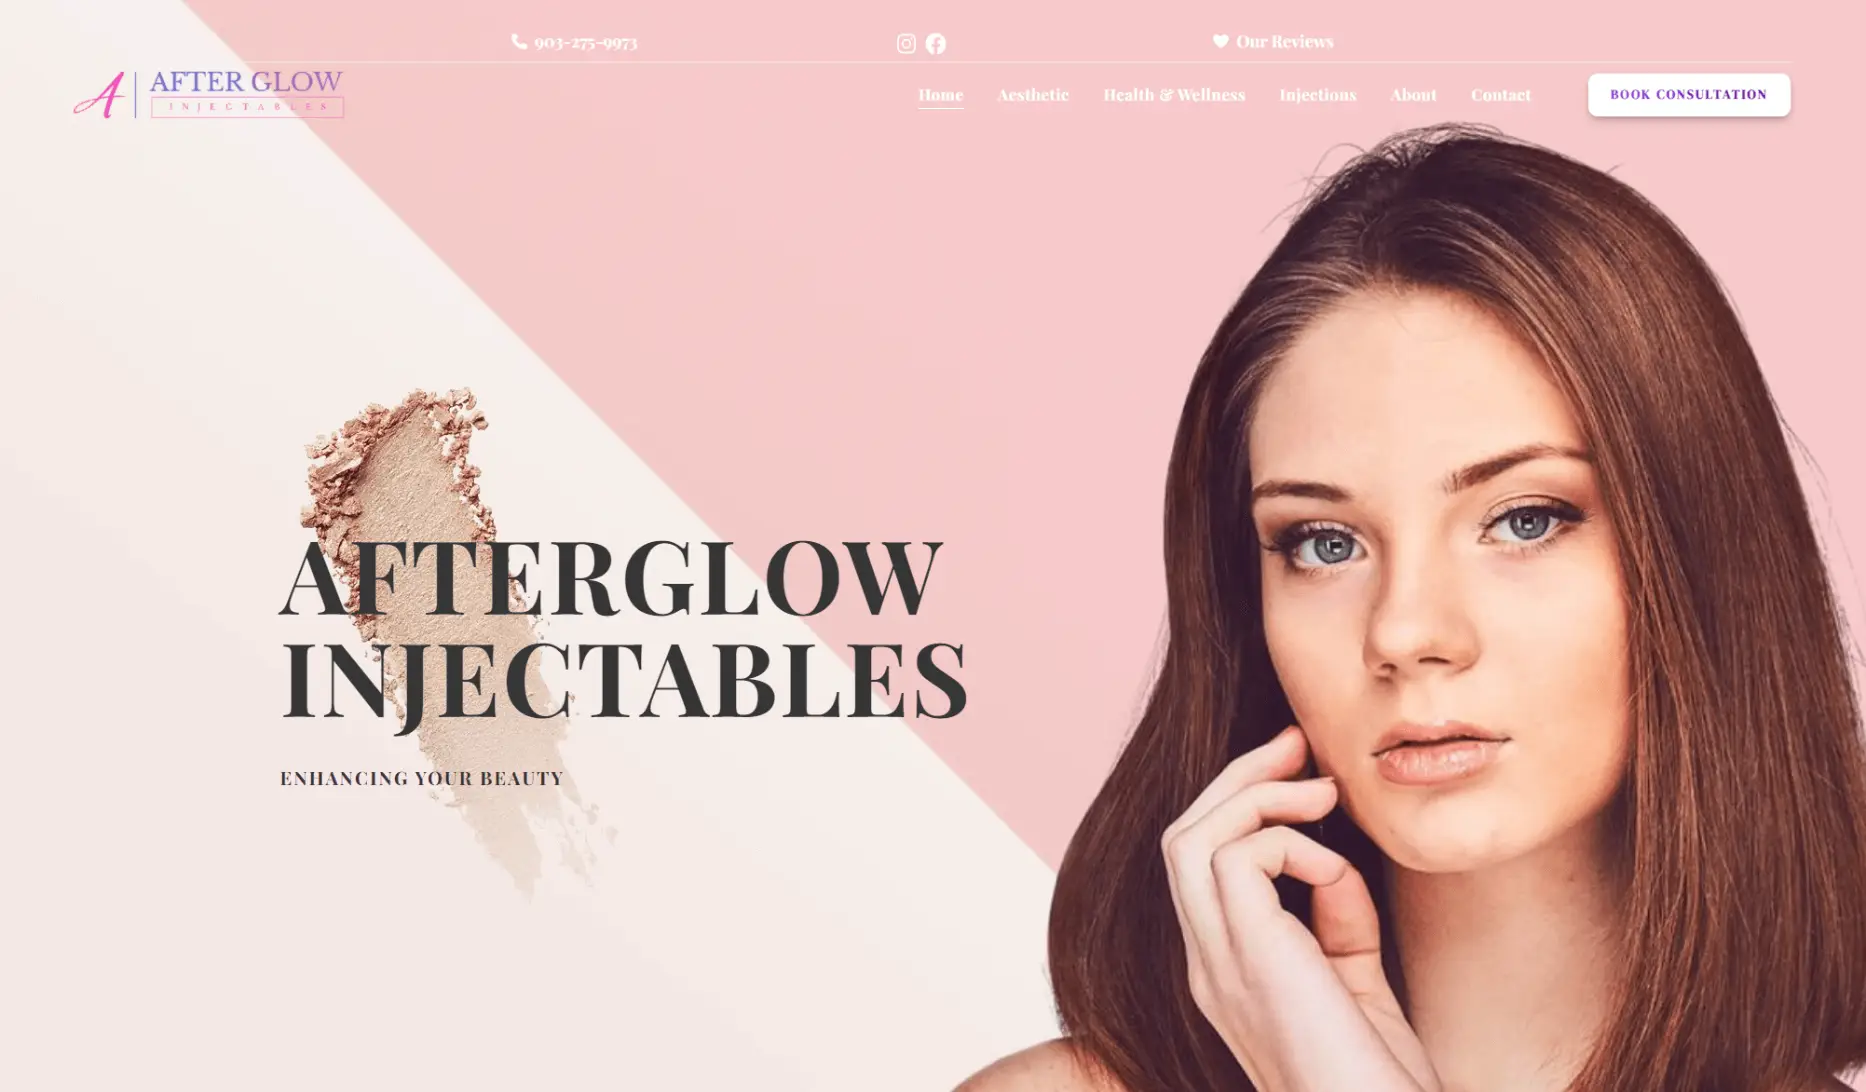 903-275-9973
Our Reviews
A
AFTER GLOW
INJECTABLES
Home
Aesthetic
Health & Wellness
Injections
About
Contact
BOOK CONSULTATION
AFTERGLOW
INJECTABLES
ENHANCING YOUR BEAUTY